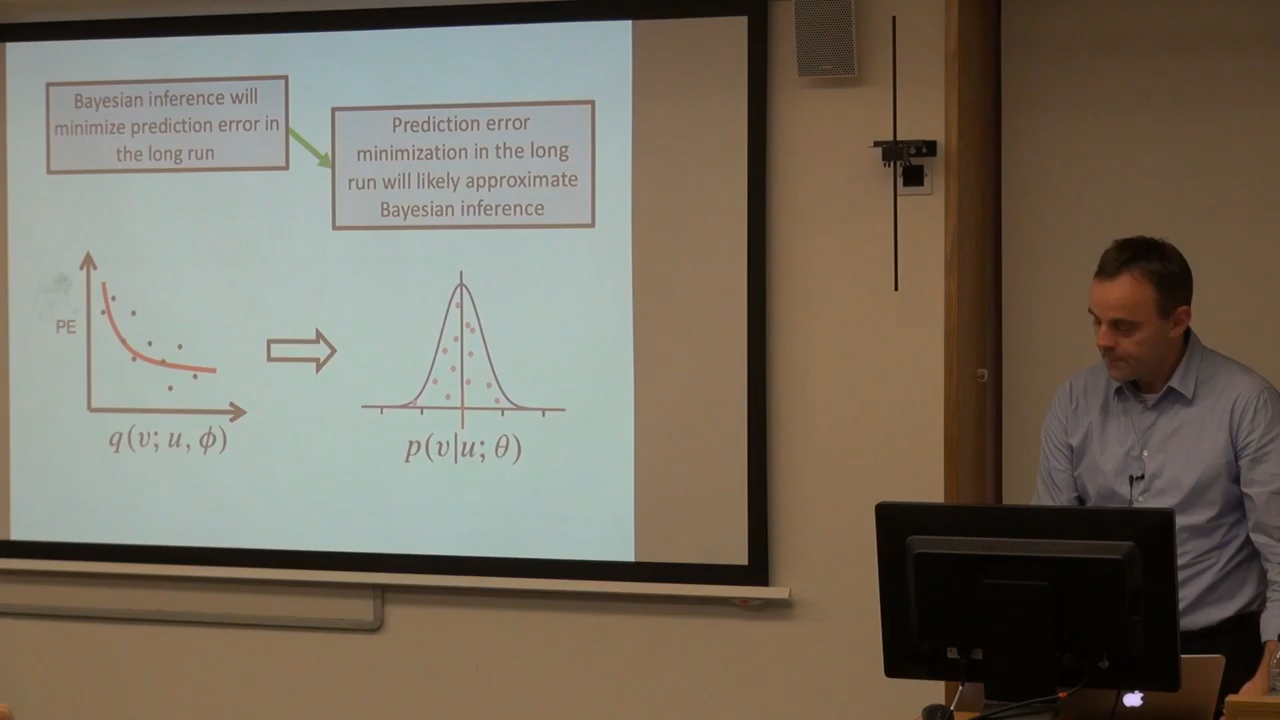 Bayesian inference will
minimize prediction error in
the long run
Prediction error
minimization in the long
run will likely approximate
Bayesian inference
PE
q(v; u, ϕ)
p(v|u; θ)